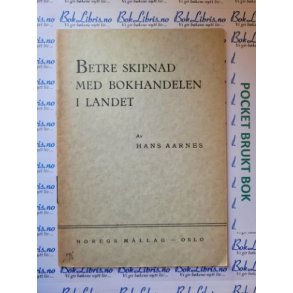 BETRE SKIPNAD
MED BOKHANDELEN
I LANDET
AV
HANS AARNES
NOREGS MÅLLAG – OSLO
POCKET BRUKT BOK
BokLibris.no